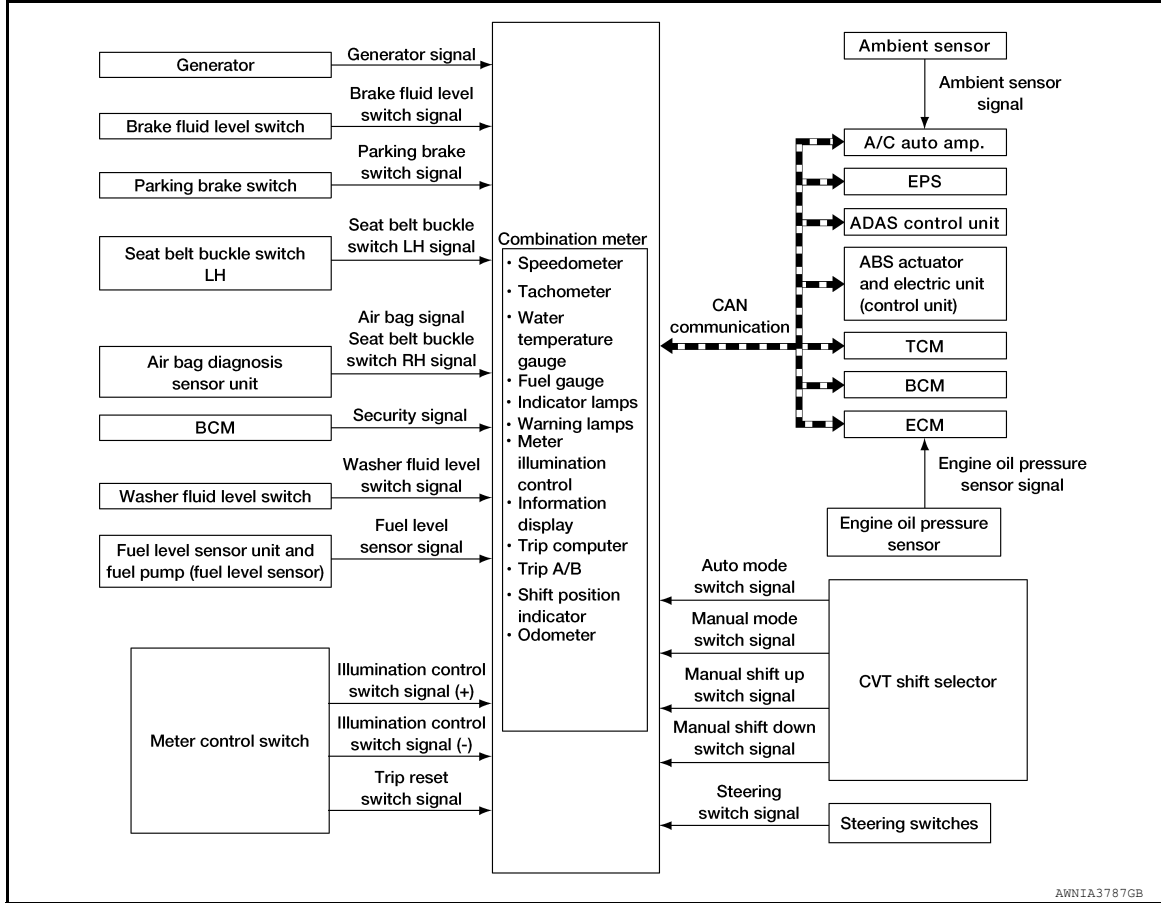 Generator
Generator signal
Brake fluid level switch
Brake fluid level
switch signal
Parking brake switch
Parking brake
switch signal
Seat belt buckle switch
LH
Seat belt buckle
switch LH signal
Air bag diagnosis
sensor unit
Air bag signal
Seat belt buckle
switch RH signal
BCM
Security signal
Washer fluid level switch
Washer fluid level
switch signal
Fuel level sensor unit and
fuel pump (fuel level sensor)
Fuel level
sensor signal
Meter control switch
Illumination control
switch signal (+)
Illumination control
switch signal (-)
Trip reset
switch signal
Combination meter
· Speedometer
· Tachometer
· Water
temperature
gauge
· Fuel gauge
· Indicator lamps
· Warning lamps
· Meter
illumination
control
· Information
display
· Trip computer
· Trip A/B
· Shift position
indicator
· Odometer
CAN
communication
Ambient sensor
Ambient sensor
signal
A/C auto amp.
EPS
ADAS control unit
ABS actuator
and electric unit
(control unit)
TCM
BCM
ECM
Engine oil pressure
sensor signal
Engine oil pressure
sensor
Auto mode
switch signal
Manual mode
switch signal
Manual shift up
switch signal
Manual shift down
switch signal
CVT shift selector
Steering
switch signal
Steering switches
AWNIA3787GB